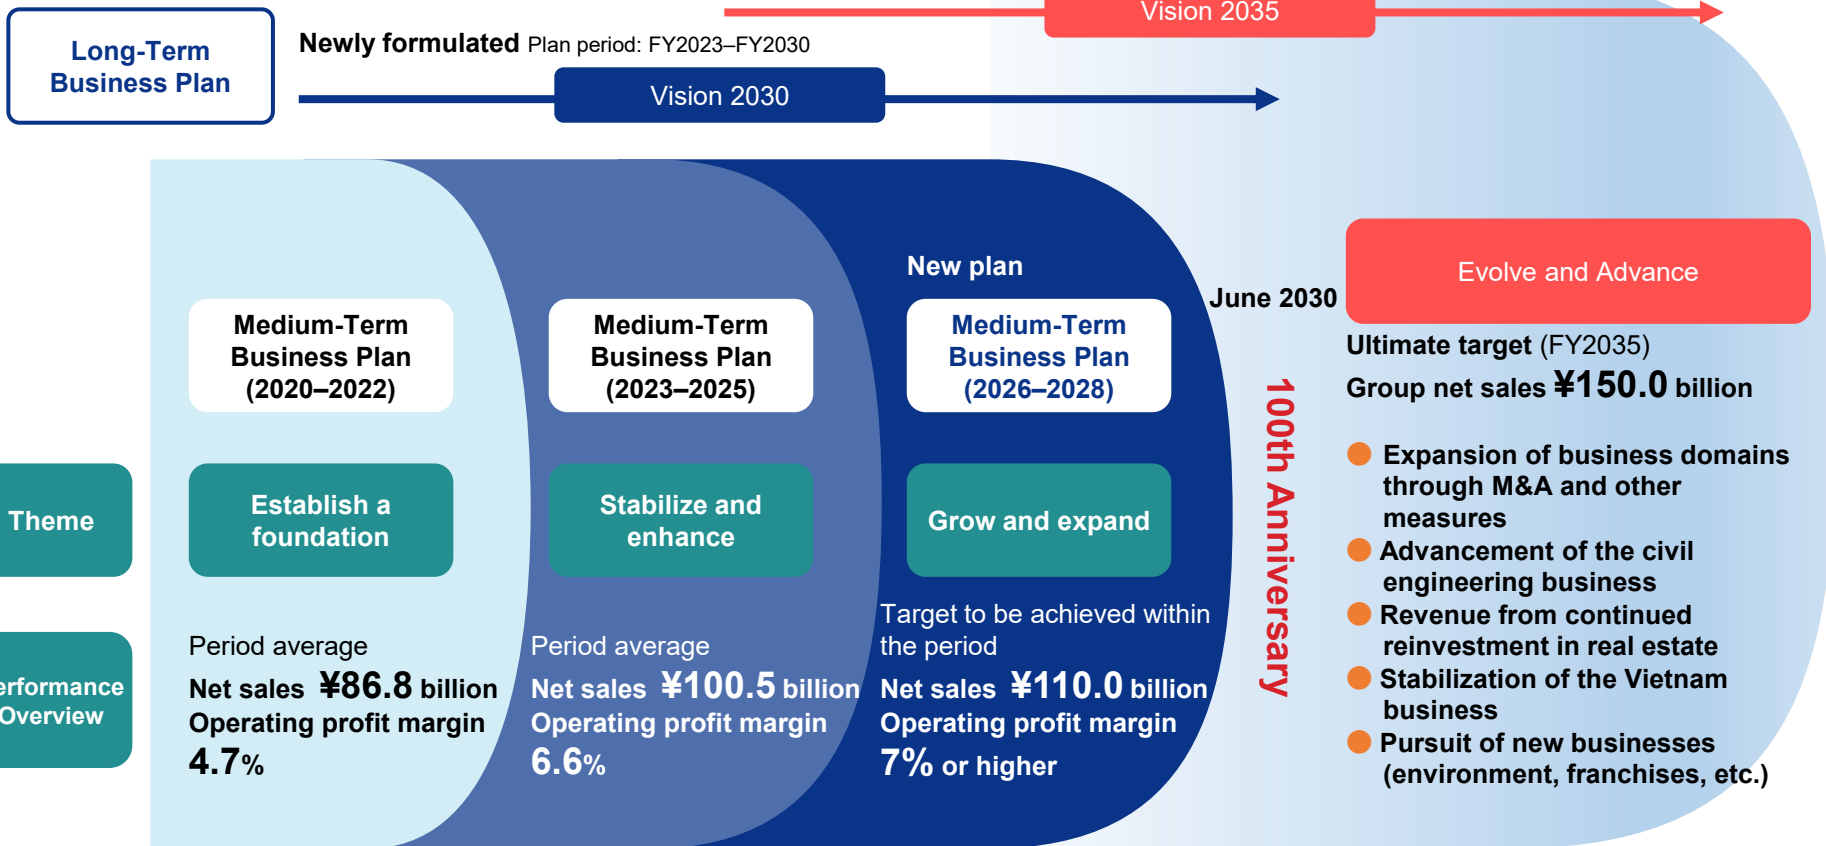 Vision 2035
Long-Term
Business Plan
Newly formulated Plan period: FY2023–FY2030
Vision 2030
New plan
Medium-Term
Business Plan
(2020–2022)
Medium-Term
Business Plan
(2023–2025)
Medium-Term
Business Plan
(2026–2028)
June 2030
100th Anniversary
Evolve and Advance
Ultimate target (FY2035)
Group net sales ¥150.0 billion
Expansion of business domains
through M&A and other
measures
Advancement of the civil
engineering business
Revenue from continued
reinvestment in real estate
Stabilization of the Vietnam
business
Pursuit of new businesses
(environment, franchises, etc.)
Theme
Establish a
foundation
Stabilize and
enhance
Grow and expand
erformance
Overview
Period average
Net sales ¥86.8 billion
Operating profit margin
4.7%
Period average
Net sales ¥100.5 billion
Operating profit margin
6.6%
Target to be achieved within
the period
Net sales ¥110.0 billion
Operating profit margin
7% or higher